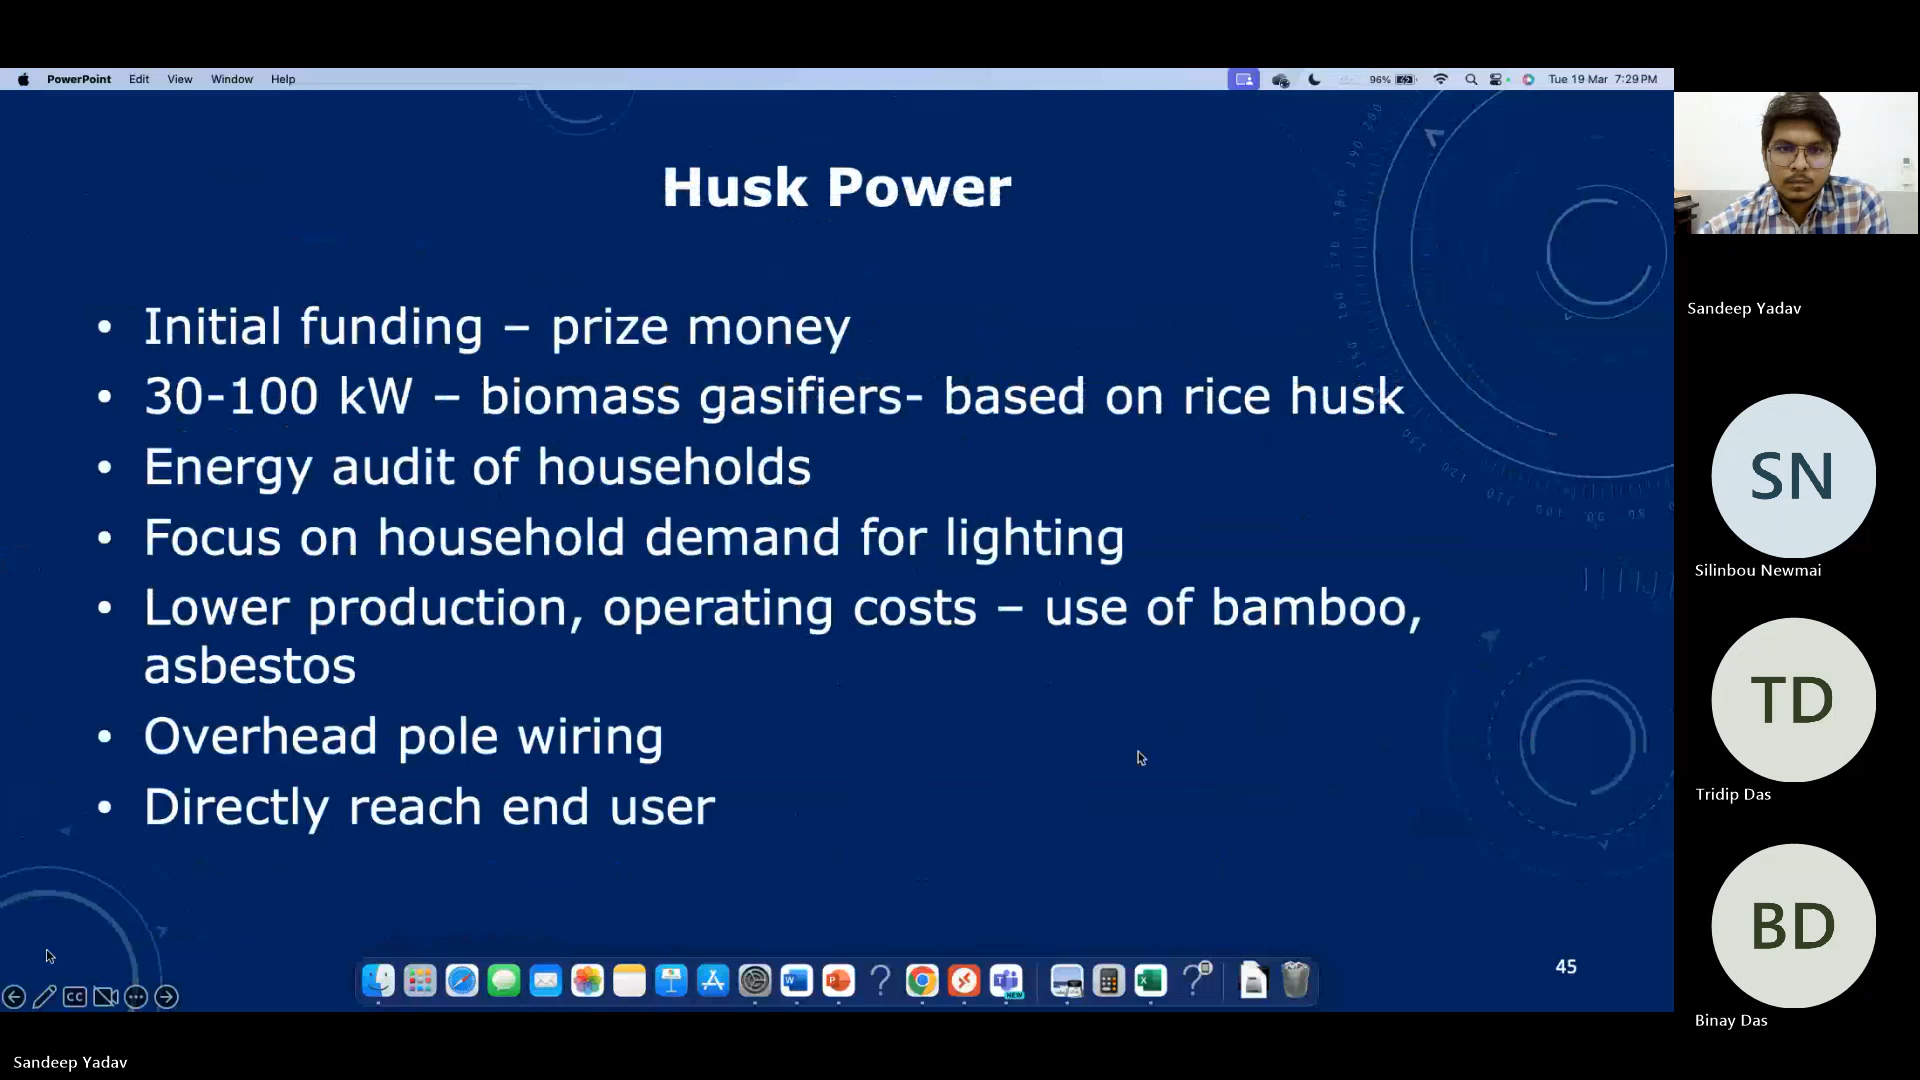 PowerPoint Edit View Window Help 96% Tue 19 Mar 7:29 PM
Husk Power
• Initial funding – prize money
• 30-100 kW – biomass gasifiers- based on rice husk
• Energy audit of households
• Focus on household demand for lighting
• Lower production, operating costs – use of bamboo,
asbestos
• Overhead pole wiring
• Directly reach end user
45
CC
NEW
Sandeep Yadav
Sandeep Yadav
SN
Silinbou Newmai
TD
Tridip Das
BD
Binay Das